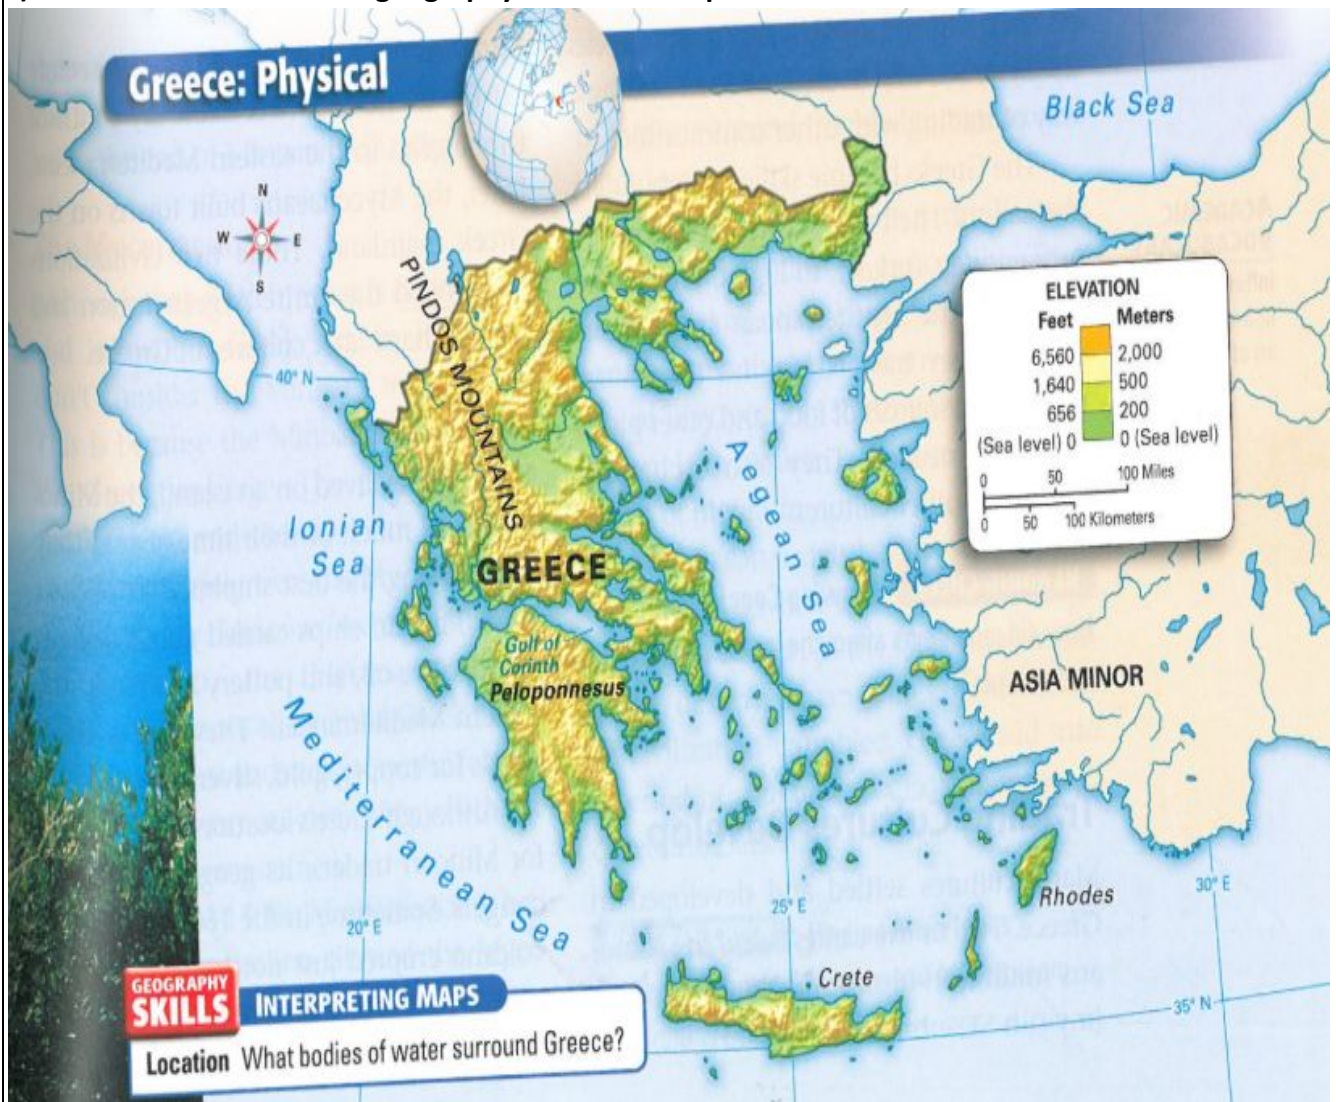 Greece: Physical
Black Sea
N
W
E
S
PINDOS MOUNTAINS
ELEVATION
Feet Meters
6,560 2,000
1,640 500
656 200
(Sea level) 0 0 (Sea level)
0 50 100 Miles
0 50 100 Kilometers
40° N
Aegean Sea
Ionian
Sea
GREECE
Gulf of
Corinth
Peloponnesus
ASIA MINOR
Mediterranean Sea
Rhodes
30° E
25° E
20° E
Crete
35° N
GEOGRAPHY
SKILLS
INTERPRETING MAPS
Location What bodies of water surround Greece?